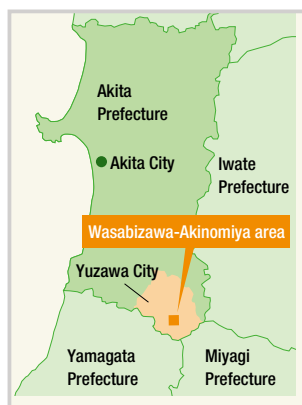 Akita
Prefecture
Akita City
Iwate
Prefecture
Wasabizawa-Akinomiya area
Yuzawa City
Yamagata
Prefecture
Miyagi
Prefecture